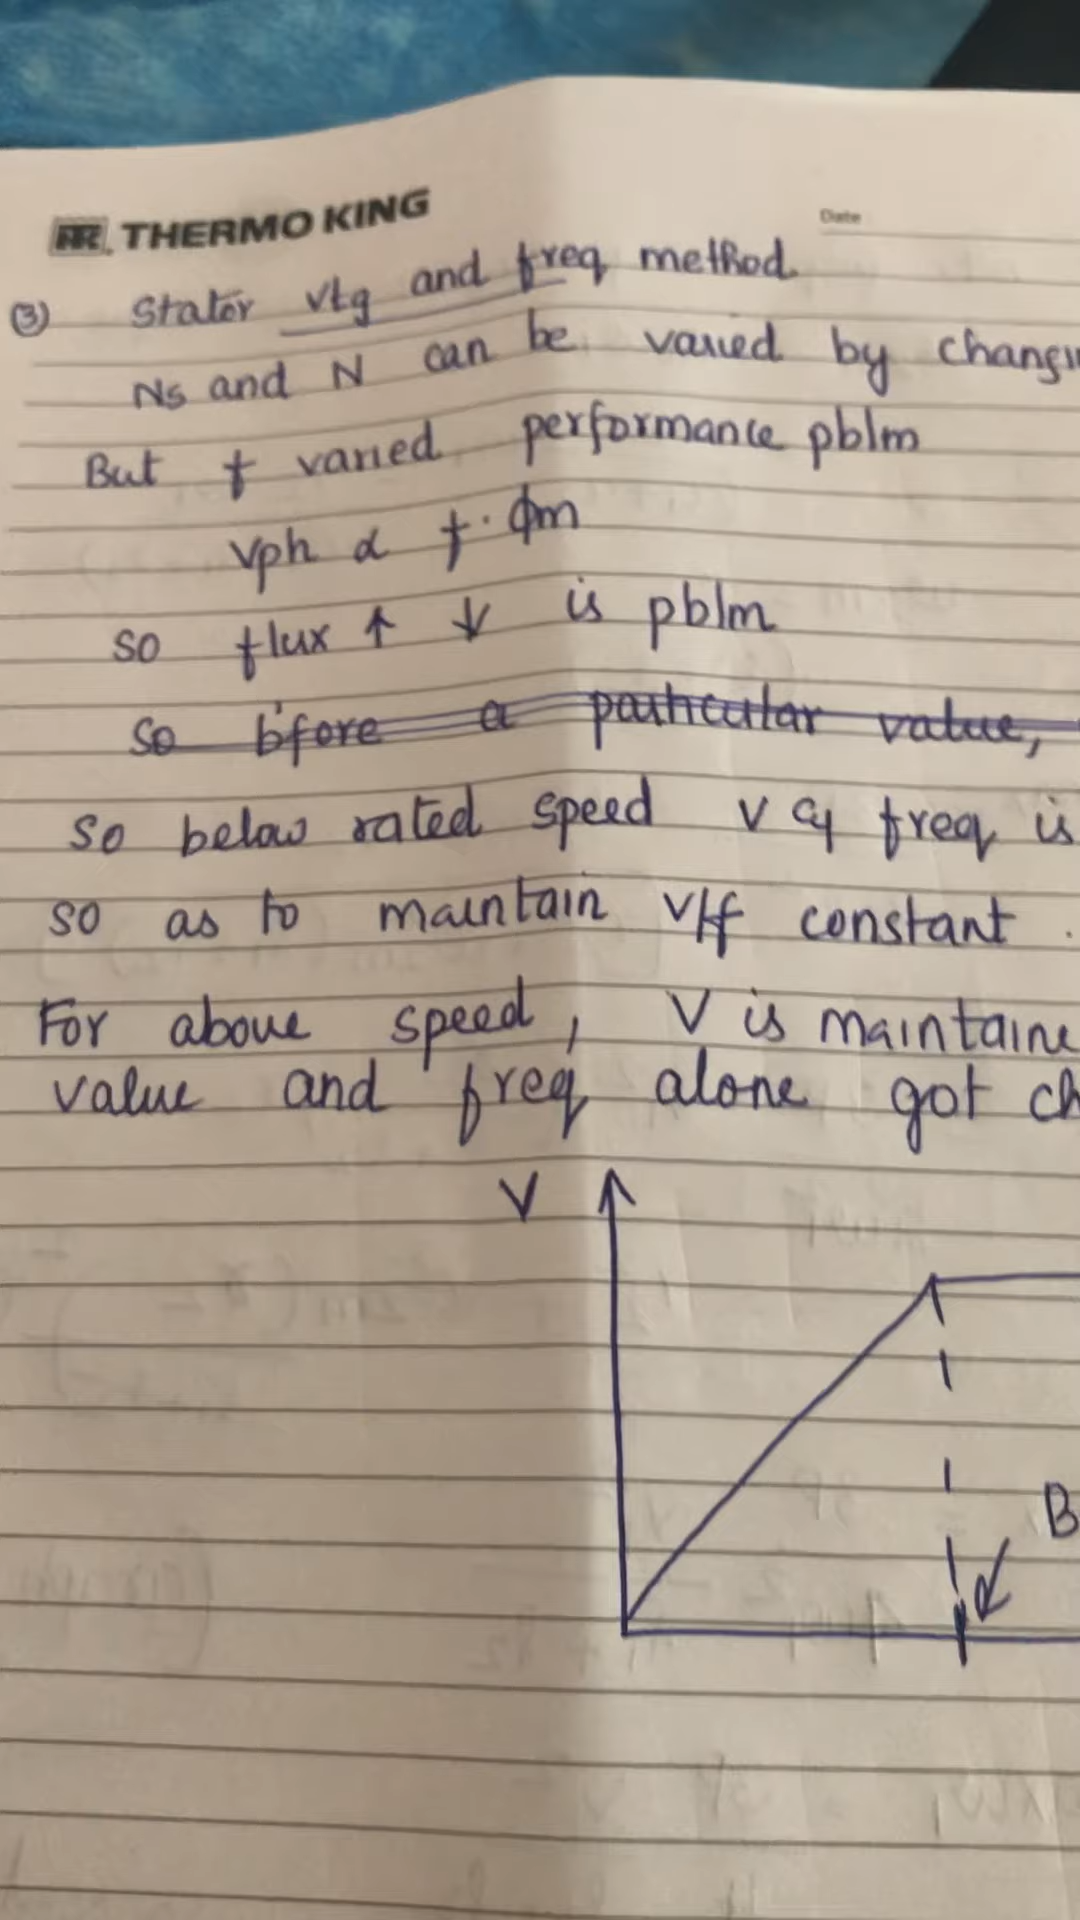 THERMO KING
Date
③ Stator vtg and freq method.
Ns and N can be varied by changi
But f varied performance pblm
Vph α f. ϕm
so flux ↑ ↓ is pblm
so bfore a particular value,
so below rated speed V & freq is
so as to maintain V/f constant.
For above speed, V is maintaine
value and freq alone got ch
V
B